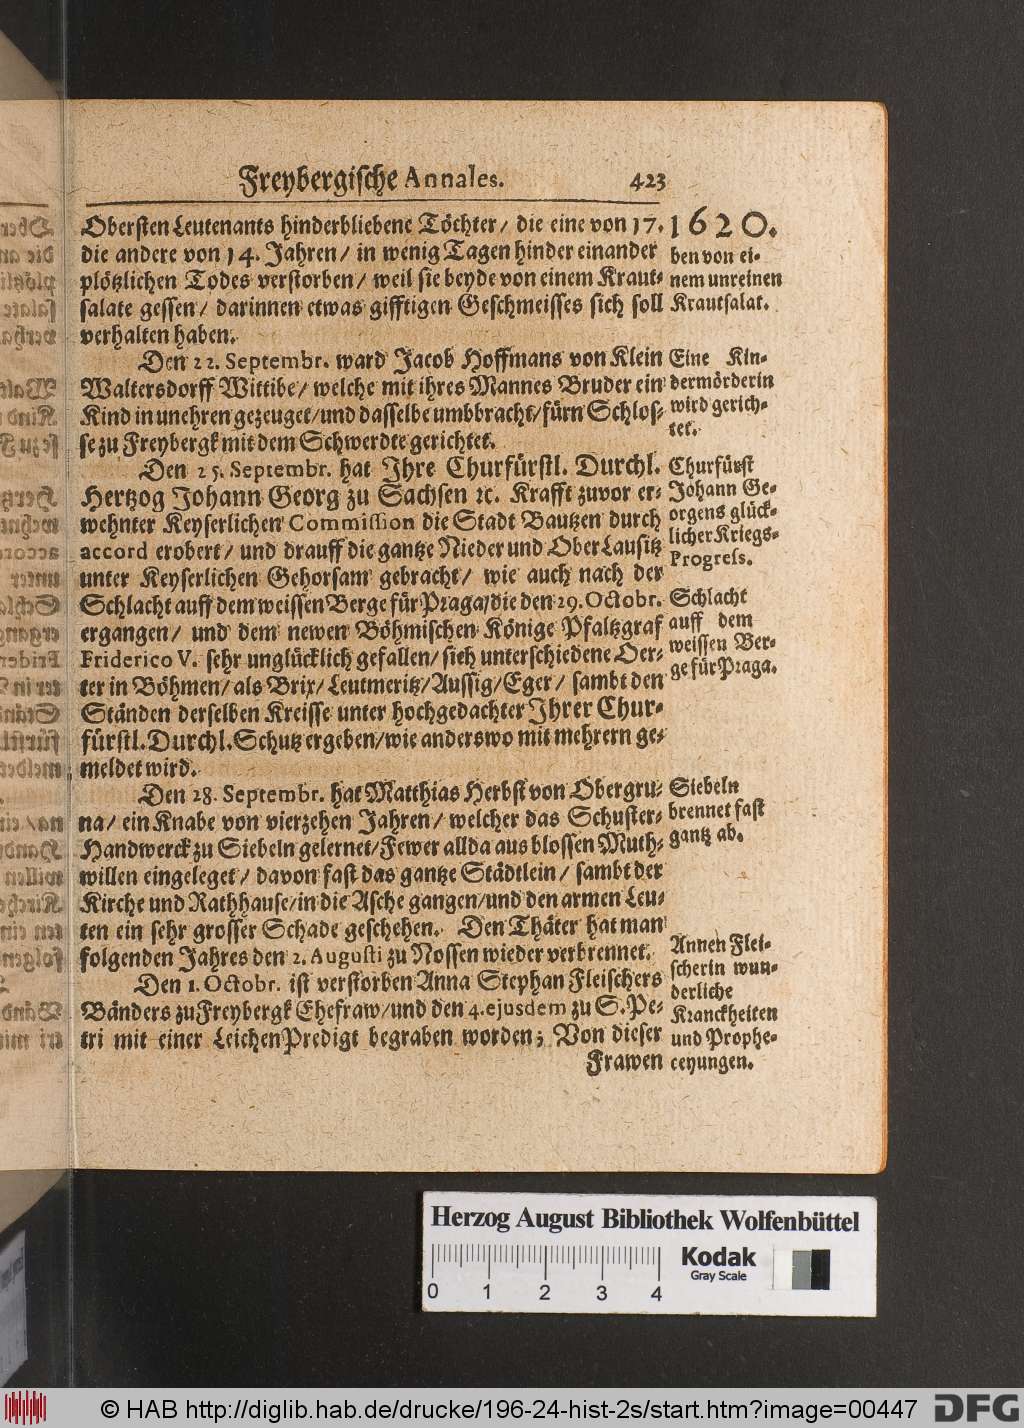 Freybergische Annales. 423
Obersten Leutenants hinderbliebene Töchter/ die eine von 17.
die andere von 14. Jahren/ in wenig Tagen hinder einander
plötzlichen Todes verstorben/ weil sie beyde von einem Kraut-
salate gessen/ darinnen etwas gifftigen Geschmeisses sich soll
verhalten haben.
Den 22. Septembr. ward Jacob Hoffmans von Klein
Waltersdorff Wittibe/ welche mit ihres Mannes Bruder ein
Kind in unehren gezeuget/ und dasselbe umbbracht/ fürn Schlos-
se zu Freybergk mit dem Schwerdte gerichtet.
Den 25. Septembr. hat Ihre Churfürstl. Durchl.
Hertzog Johann Georg zu Sachsen ꝛc. Krafft zuvor er-
wehnter Keyserlichen Commission die Stadt Bautzen durch
accord erobert/ und drauff die gantze Nieder und Ober Lausitz
unter Keyserlichen Gehorsam gebracht/ wie auch nach der
Schlacht auff dem weissen Berge für Praga/ die den 29. Octobr.
ergangen/ und dem newen Böhmischen Könige Pfaltzgraf
Friderico V. sehr unglücklich gefallen/ sich unterschiedene Oer-
ter in Böhmen/ als Brix/ Leutmeritz/ Aussig/ Eger/ sambt den
Ständen derselben Kreisse unter hochgedachter Ihrer Chur-
fürstl. Durchl. Schutz ergeben/ wie anderswo mit mehrern ge-
meldet wird.
Den 28. Septembr. hat Matthias Herbst von Obergru-
na/ ein Knabe von vierzehen Jahren/ welcher das Schuster-
Handwerck zu Siebeln gelernet/ Fewer allda aus blossen Muth-
willen eingeleget/ davon fast das gantze Städtlein/ sambt der
Kirche und Rathhause/ in die Asche gangen/ und den armen Leu-
ten ein sehr grosser Schade geschehen. Den Thäter hat man
folgenden Jahres den 2. Augusti zu Nossen wieder verbrennet.
Den 1. Octobr. ist verstorben Anna Stephan Fleischers
Bänders zu Freybergk Ehefraw/ und den 4. ejusdem zu S. Pe-
tri mit einer LeichenPredigt begraben worden; Von dieser
Frawen
1620.
ben von ei-
nem unreinen
Krautsalat.
Eine Kin-
dermörderin
wird gerich-
tet.
Churfürst
Johann Ge-
orgens glück-
licher Kriegs-
Progress.
Schlacht
auff dem
weissen Ber-
ge für Praga.
Siebeln
brennet fast
gantz ab.
Annen Flei-
scherin wun-
derliche
Kranckheiten
und Prophe-
ceyungen.
Herzog August Bibliothek Wolfenbüttel
0 1 2 3 4
Kodak
Gray Scale
© HAB http://diglib.hab.de/drucke/196-24-hist-2s/start.htm?image=00447
DFG